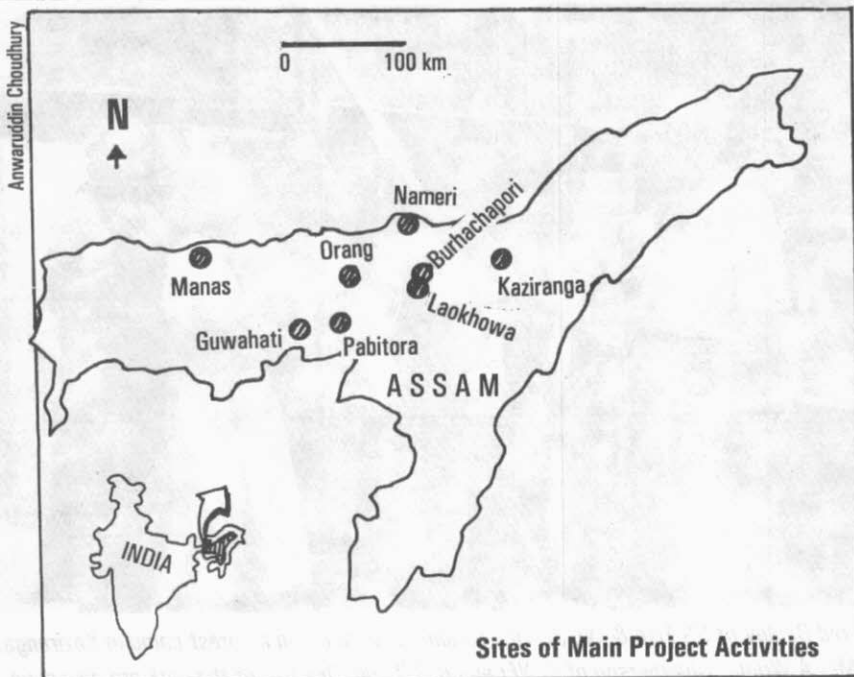 Anwaruddin Choudhury
0 100 km
N
Nameri
Burhachapori
Orang
Manas
Kaziranga
Laokhowa
Guwahati
Pabitora
ASSAM
INDIA
Sites of Main Project Activities